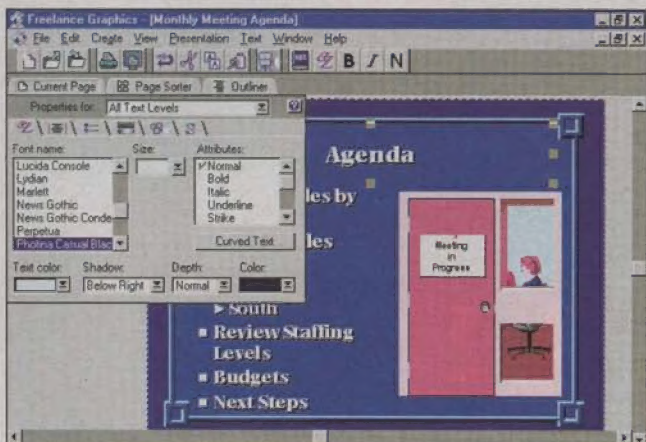 Freelance Graphics - [Monthly Meeting Agenda]
File Edit Create View Presentation Text Window Help
B I N
Current Page Page Sorter Outliner
Properties for: All Text Levels
Font name: Size: Attributes:
Lucida Console
Lydian
Marlett
News Gothic
News Gothic Conde
Perpetua
Photina Casual Blac
Normal
Bold
Italic
Underline
Strike
Curved Text
Text color: Shadow: Depth: Color:
Below Right Normal
Agenda
les by
les
South
Review Staffing
Levels
Budgets
Next Steps
Meeting
in
Progress